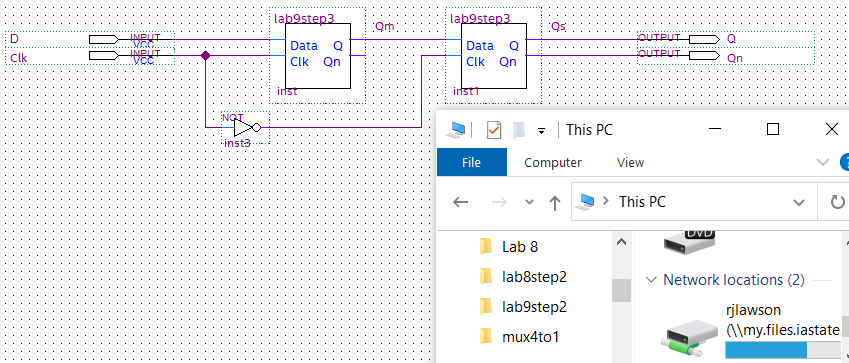 lab9step3
Qm
lab9step3
Qs
D
INPUT
VCC
Data Q
Data Q
OUTPUT
Q
Clk
INPUT
VCC
Clk Qn
Clk Qn
OUTPUT
Qn
inst
inst1
NOT
inst3
This PC
File
Computer
View
?
This PC
Lab 8
lab8step2
lab9step2
mux4to1
DVD
Network locations (2)
rjlawson
(\\my.files.iastate